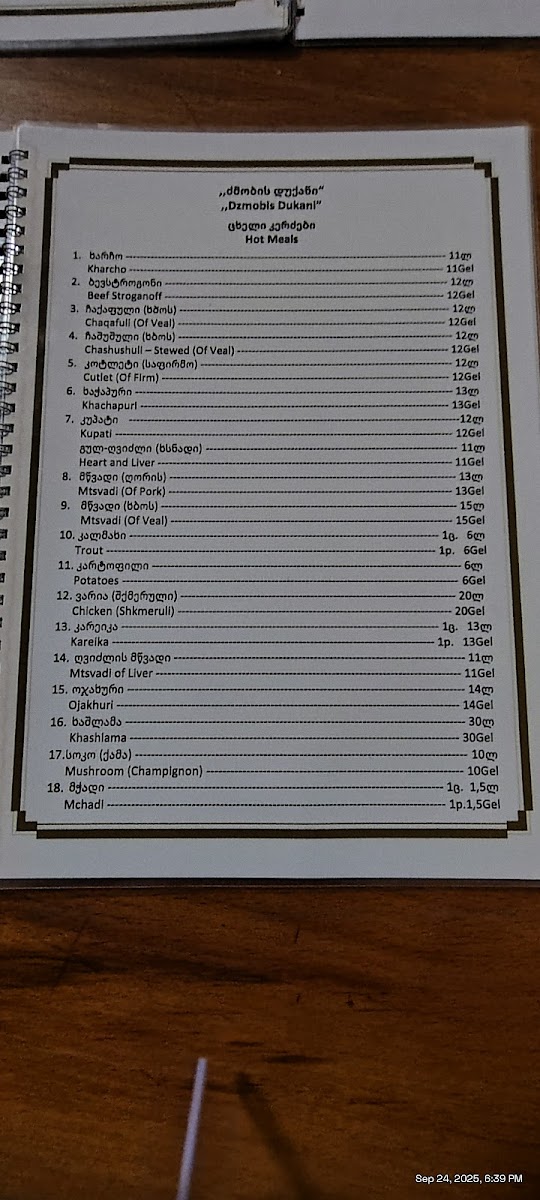 ,,ძმობის დუქანი“
,,Dzmobis Dukani”
ცხელი კერძები
Hot Meals
1. ხარჩო ---- 11ლ
Kharcho ---- 11Gel
2. ბევსტროგონი ---- 12ლ
Beef Stroganoff ---- 12Gel
3. ჩაქაფული (ხბოს) ---- 12ლ
Chaqafuli (Of Veal) ---- 12Gel
4. ჩაშუშული (ხბოს) ---- 12ლ
Chashushuli – Stewed (Of Veal) ---- 12Gel
5. კოტლეტი (საფირმო) ---- 12ლ
Cutlet (Of Firm) ---- 12Gel
6. ხაჭაპური ---- 13ლ
Khachapuri ---- 13Gel
7. კუპატი ---- 12ლ
Kupati ---- 12Gel
გულ-ღვიძლი (ხსნადი) ---- 11ლ
Heart and Liver ---- 11Gel
8. მწვადი (ღორის) ---- 13ლ
Mtsvadi (Of Pork) ---- 13Gel
9. მწვადი (ხბოს) ---- 15ლ
Mtsvadi (Of Veal) ---- 15Gel
10. კალმახი ---- 1ც. 6ლ
Trout ---- 1p. 6Gel
11. კარტოფილი ---- 6ლ
Potatoes ---- 6Gel
12. ვარია (შქმერული) ---- 20ლ
Chicken (Shkmeruli) ---- 20Gel
13. კარეიკა ---- 1ც. 13ლ
Kareika ---- 1p. 13Gel
14. ღვიძლის მწვადი ---- 11ლ
Mtsvadi of Liver ---- 11Gel
15. ოჯახური ---- 14ლ
Ojakhuri ---- 14Gel
16. ხაშლამა ---- 30ლ
Khashlama ---- 30Gel
17.სოკო (ქამა) ---- 10ლ
Mushroom (Champignon) ---- 10Gel
18. მჭადი ---- 1ც. 1,5ლ
Mchadi ---- 1p.1,5Gel
Sep 24, 2025, 6:39 PM